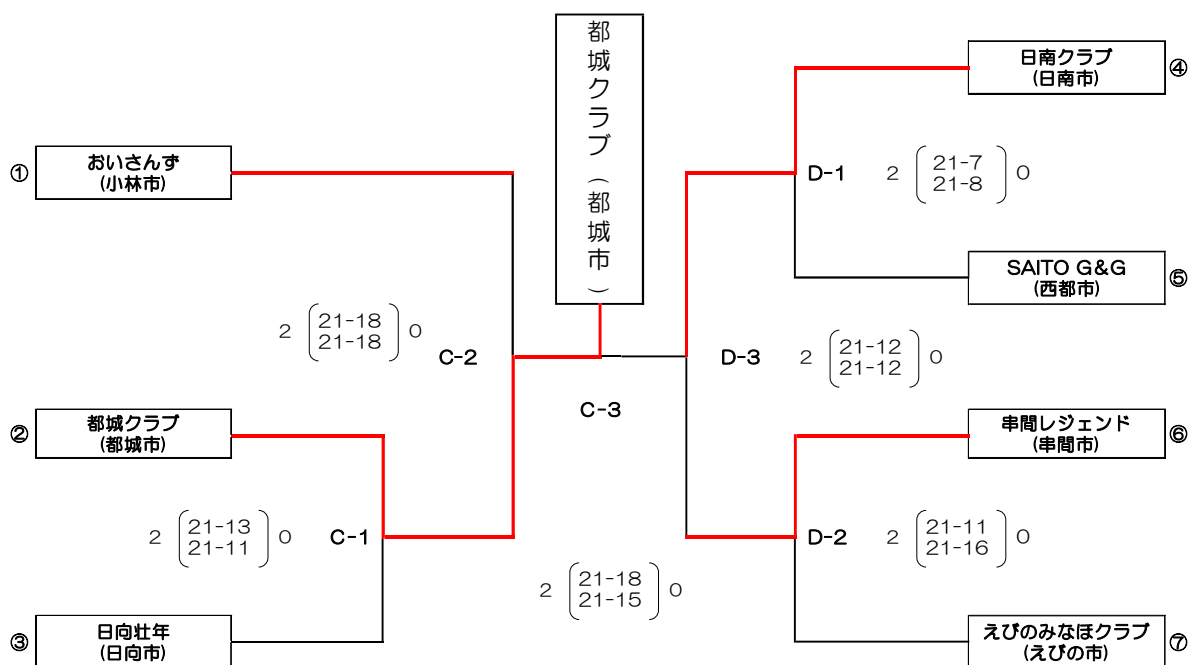 都城クラブ（都城市）
①
おいさんず
(小林市)
2
21-18
21-18
0
C-2
②
都城クラブ
(都城市)
2
21-13
21-11
0
C-1
③
日向壮年
(日向市)
C-3
2
21-18
21-15
0
日南クラブ
(日南市)
④
D-1
2
21-7
21-8
0
SAITO G&G
(西都市)
⑤
D-3
2
21-12
21-12
0
串間レジェンド
(串間市)
⑥
D-2
2
21-11
21-16
0
えびのみなほクラブ
(えびの市)
⑦